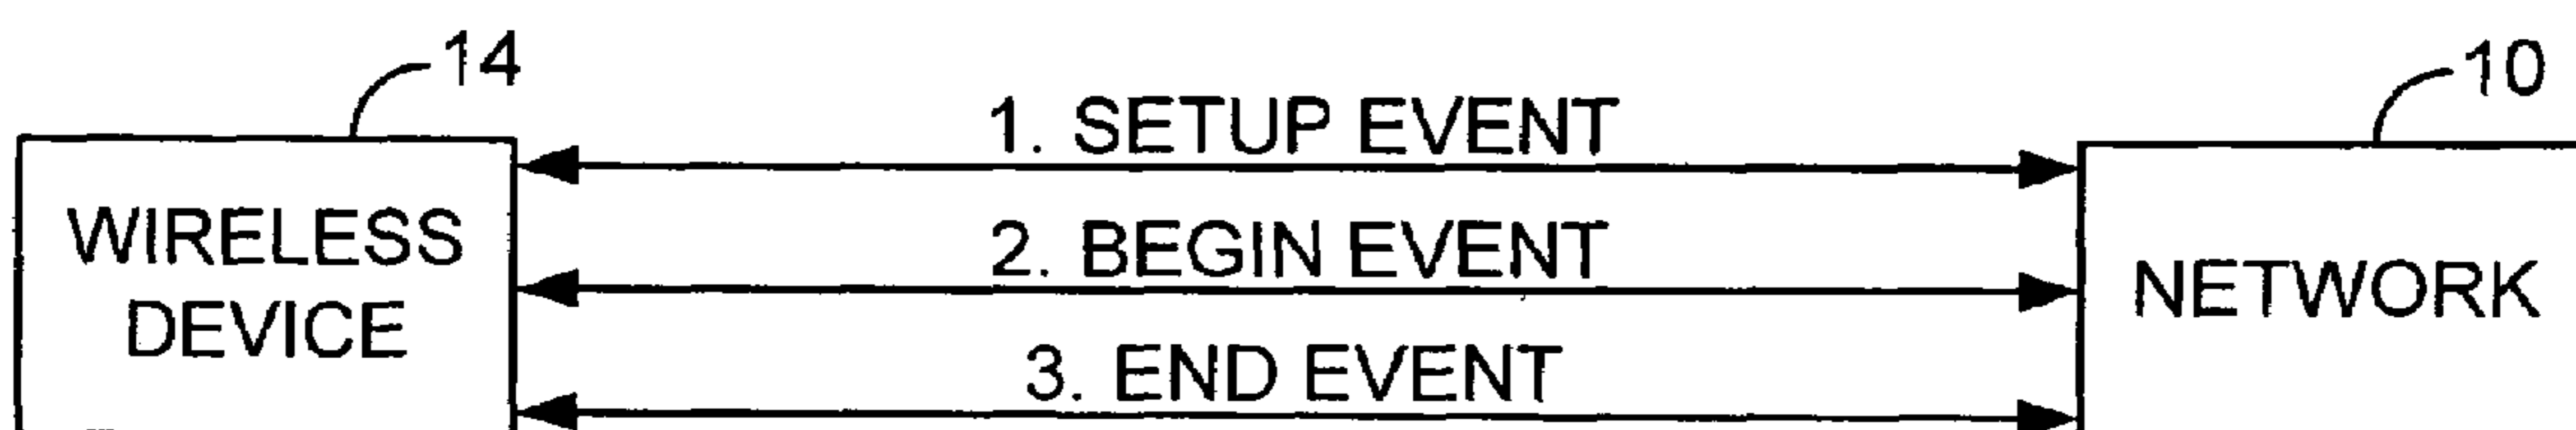 14
10
1. SETUP EVENT
WIRELESS
DEVICE
2. BEGIN EVENT
NETWORK
3. END EVENT